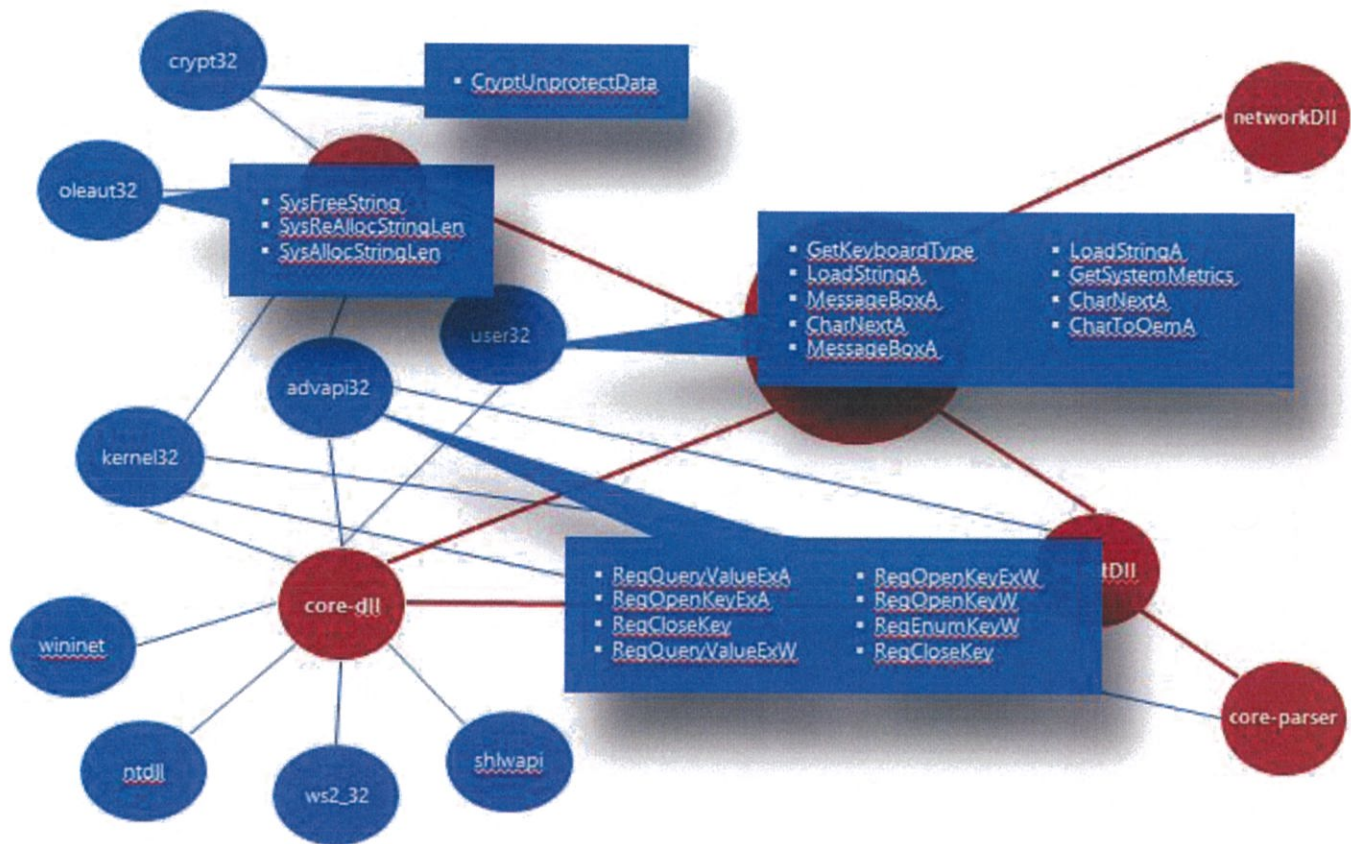 crypt32
CryptUnprotectData
networkDll
oleaut32
SysFreeString
SysReAllocStringLen
SysAllocStringLen
GetKeyboardType
LoadStringA
MessageBoxA
CharNextA
MessageBoxA
LoadStringA
GetSystemMetrics
CharNextA
CharToOemA
user32
advapi32
kernel32
RegQueryValueExA
RegOpenKeyExA
RegCloseKey
RegQueryValueExW
RegOpenKeyExW
RegOpenKeyW
RegEnumKeyW
RegCloseKey
tDll
core-dll
wininet
core-parser
ntdll
ws2_32
shlwapi